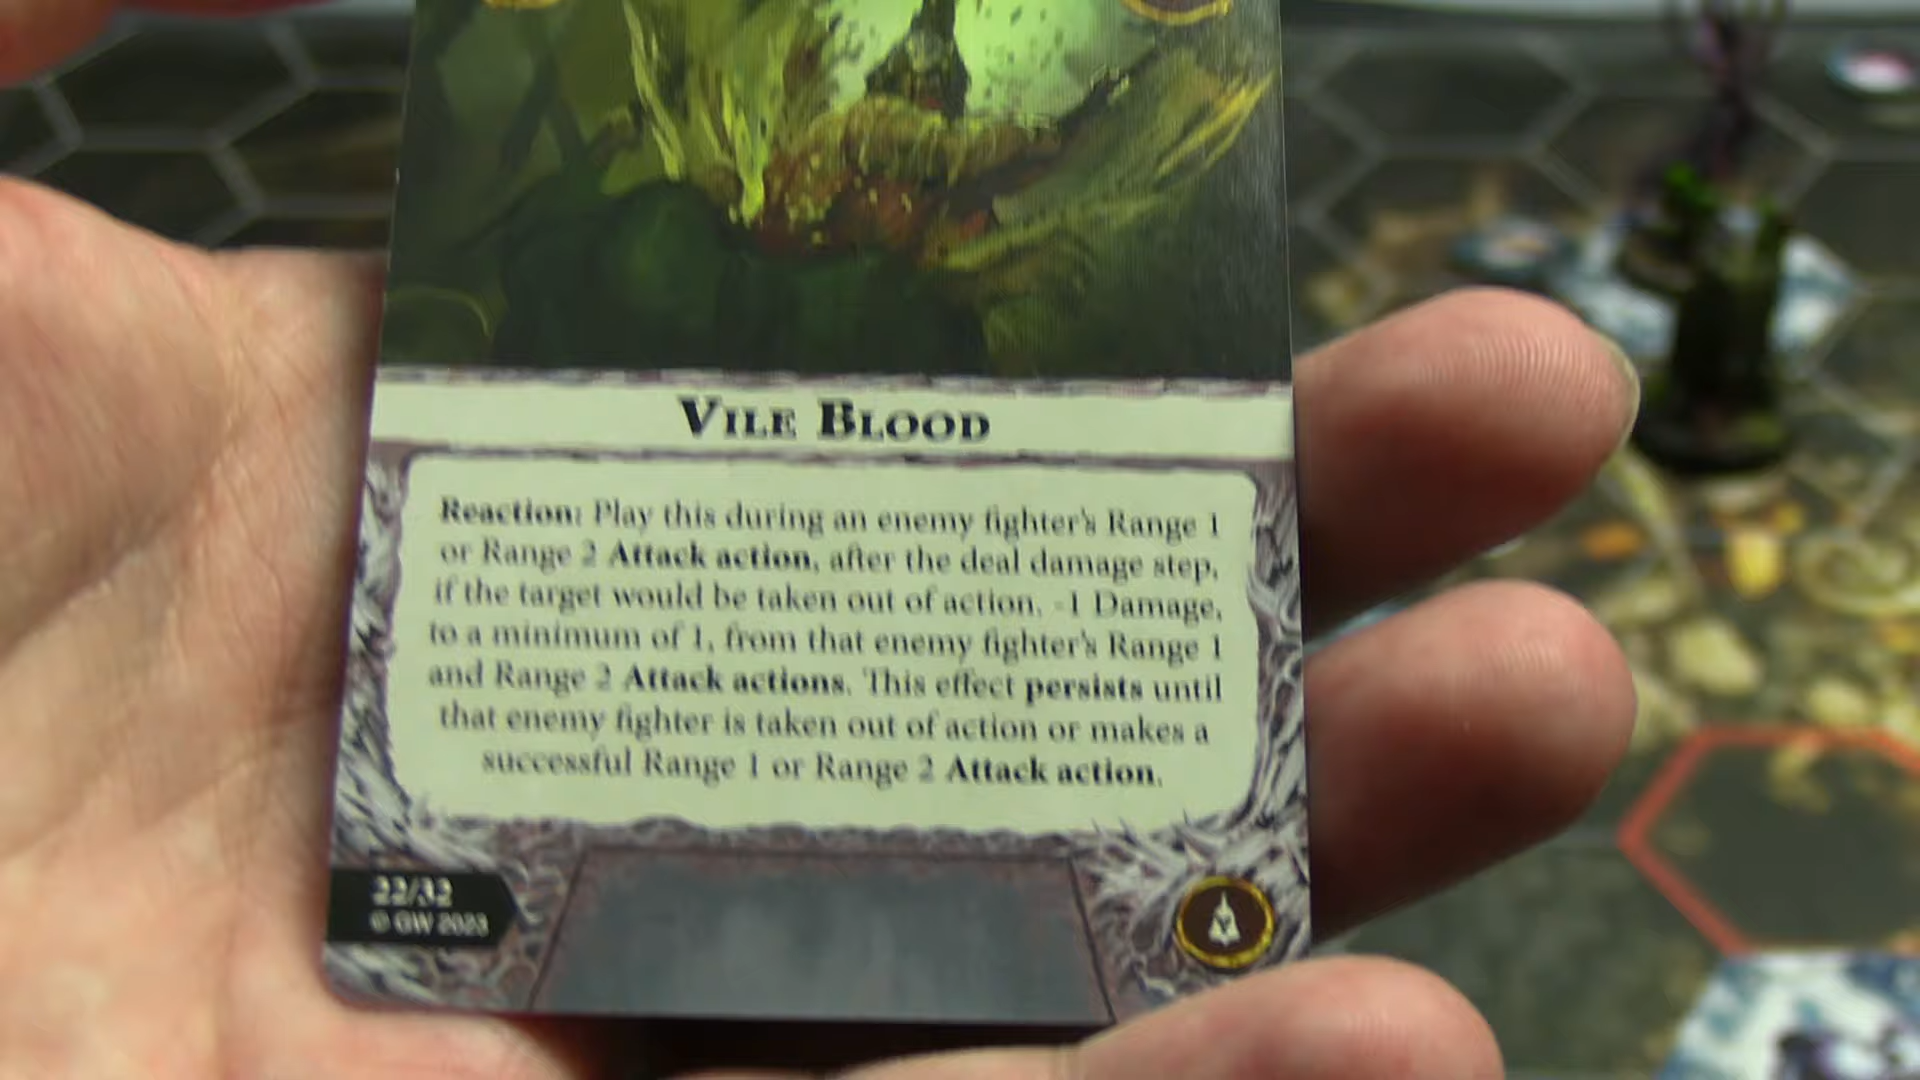 VILE BLOOD
Reaction: Play this during an enemy fighter's Range 1
or Range 2 Attack action, after the deal damage step,
if the target would be taken out of action. -1 Damage,
to a minimum of 1, from that enemy fighter's Range 1
and Range 2 Attack actions. This effect persists until
that enemy fighter is taken out of action or makes a
successful Range 1 or Range 2 Attack action.
22/32
© GW 2023